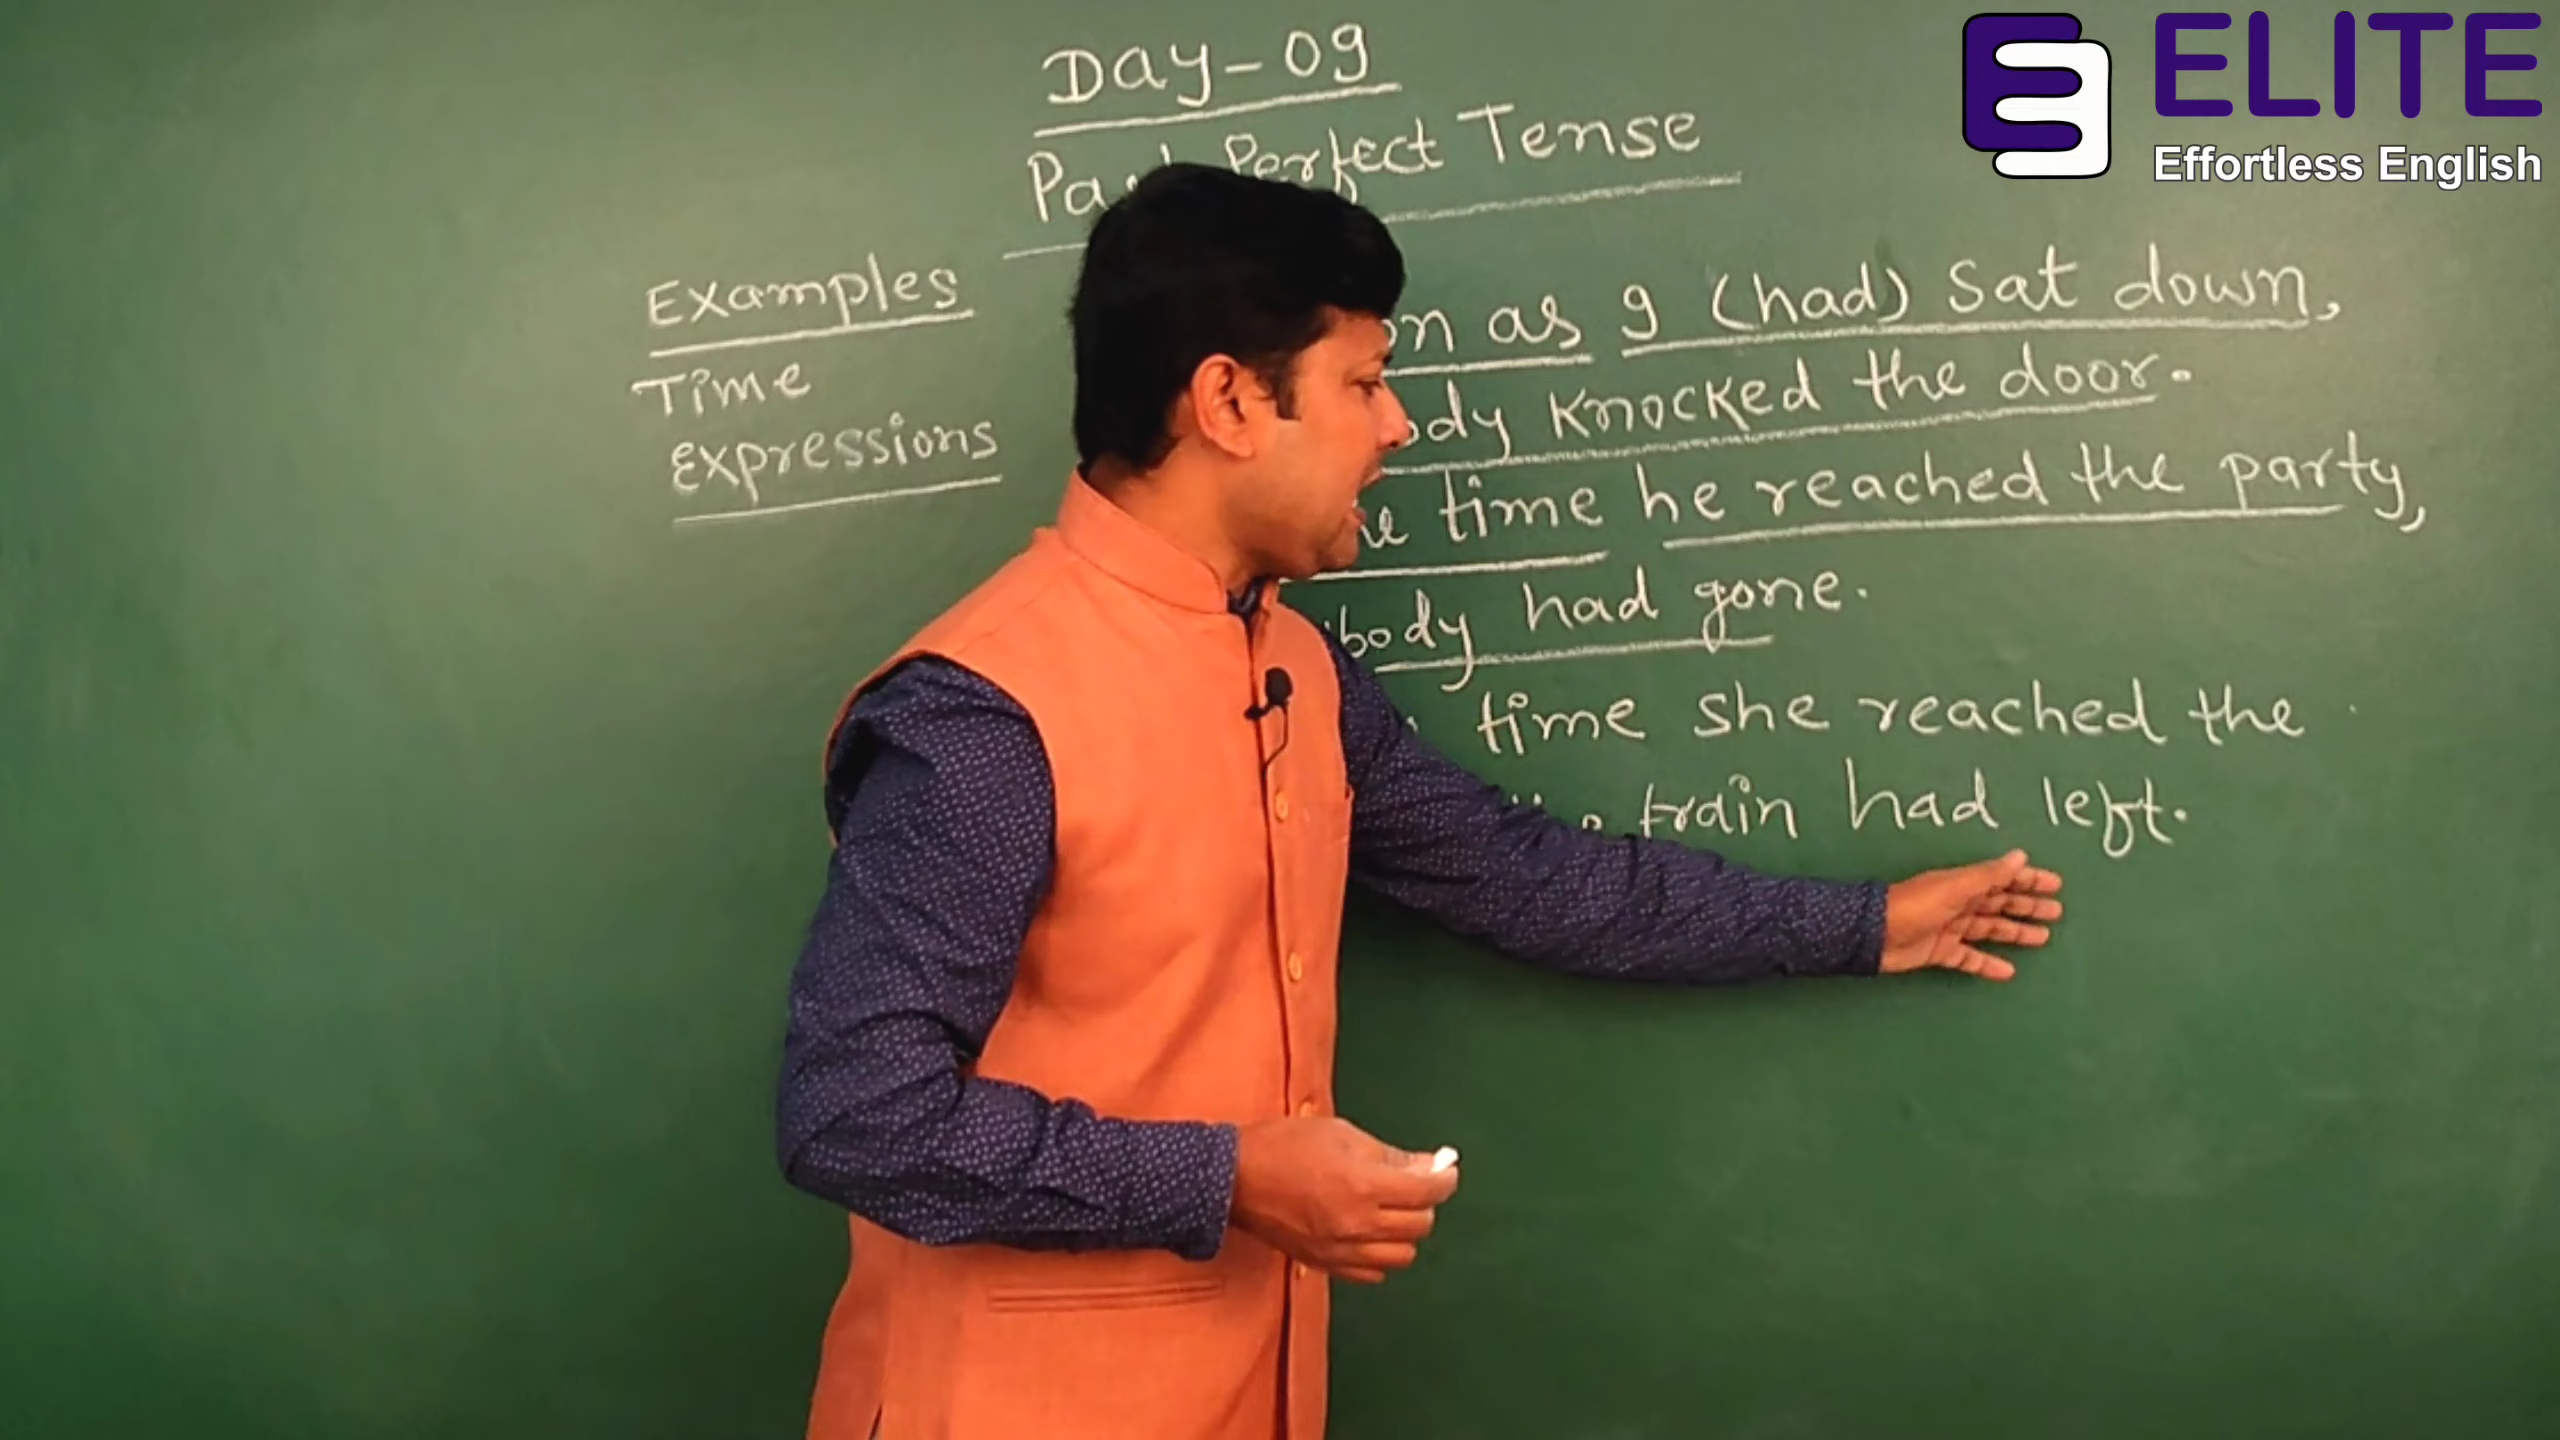 ELITE
Effortless English
Day-09
Perfect Tense
Examples
Time
Expressions
as I (had) sat down,
knocked the door.
time he reached the party,
had gone.
time she reached the
train had left.